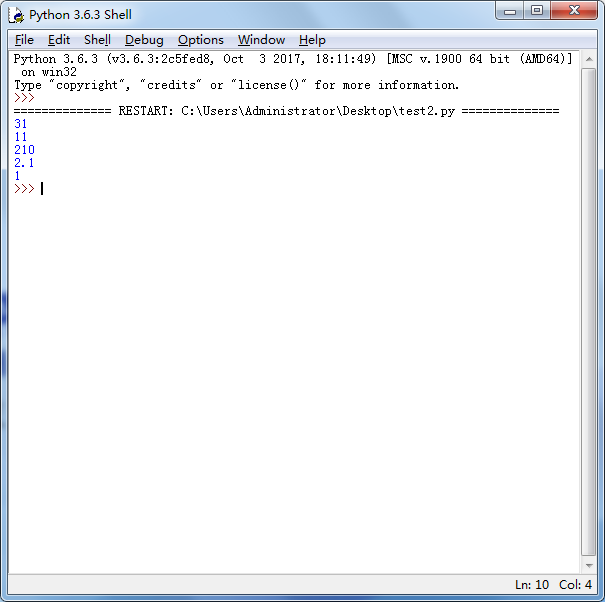 Python 3.6.3 Shell
File Edit Shell Debug Options Window Help
Python 3.6.3 (v3.6.3:2c5fed8, Oct  3 2017, 18:11:49) [MSC v.1900 64 bit (AMD64)]
 on win32
Type "copyright", "credits" or "license()" for more information.
>>>
============== RESTART: C:\Users\Administrator\Desktop\test2.py ==============
31
11
210
2.1
1
>>>
Ln: 10 Col: 4